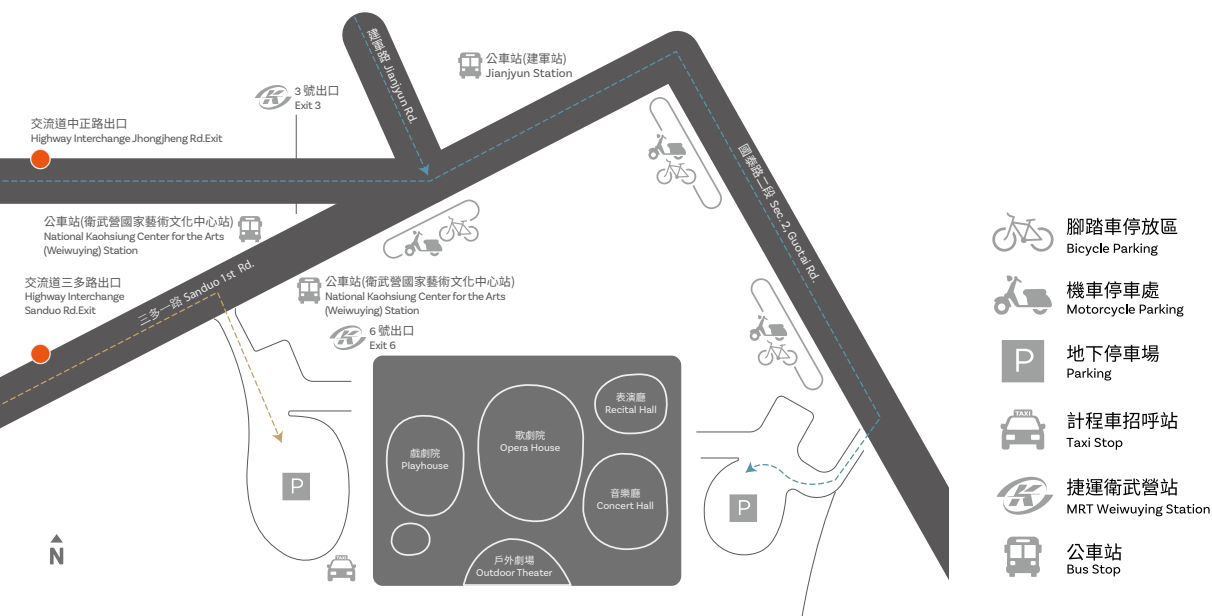 建軍路 Jianjyun Rd.
公車站(建軍站)
Jianjyun Station
3 號出口
Exit 3
交流道中正路出口
Highway Interchange Jhongjheng Rd.Exit
國泰路二段 Sec. 2, Guotai Rd.
公車站(衛武營國家藝術文化中心站)
National Kaohsiung Center for the Arts
(Weiwuying) Station
交流道三多路出口
Highway Interchange
Sanduo Rd.Exit
三多一路 Sanduo 1st Rd.
公車站(衛武營國家藝術文化中心站)
National Kaohsiung Center for the Arts
(Weiwuying) Station
6 號出口
Exit 6
表演廳
Recital Hall
歌劇院
Opera House
戲劇院
Playhouse
音樂廳
Concert Hall
戶外劇場
Outdoor Theater
P
P
TAXI
N
腳踏車停放區
Bicycle Parking
機車停車處
Motorcycle Parking
P
地下停車場
Parking
TAXI
計程車招呼站
Taxi Stop
捷運衛武營站
MRT Weiwuying Station
公車站
Bus Stop